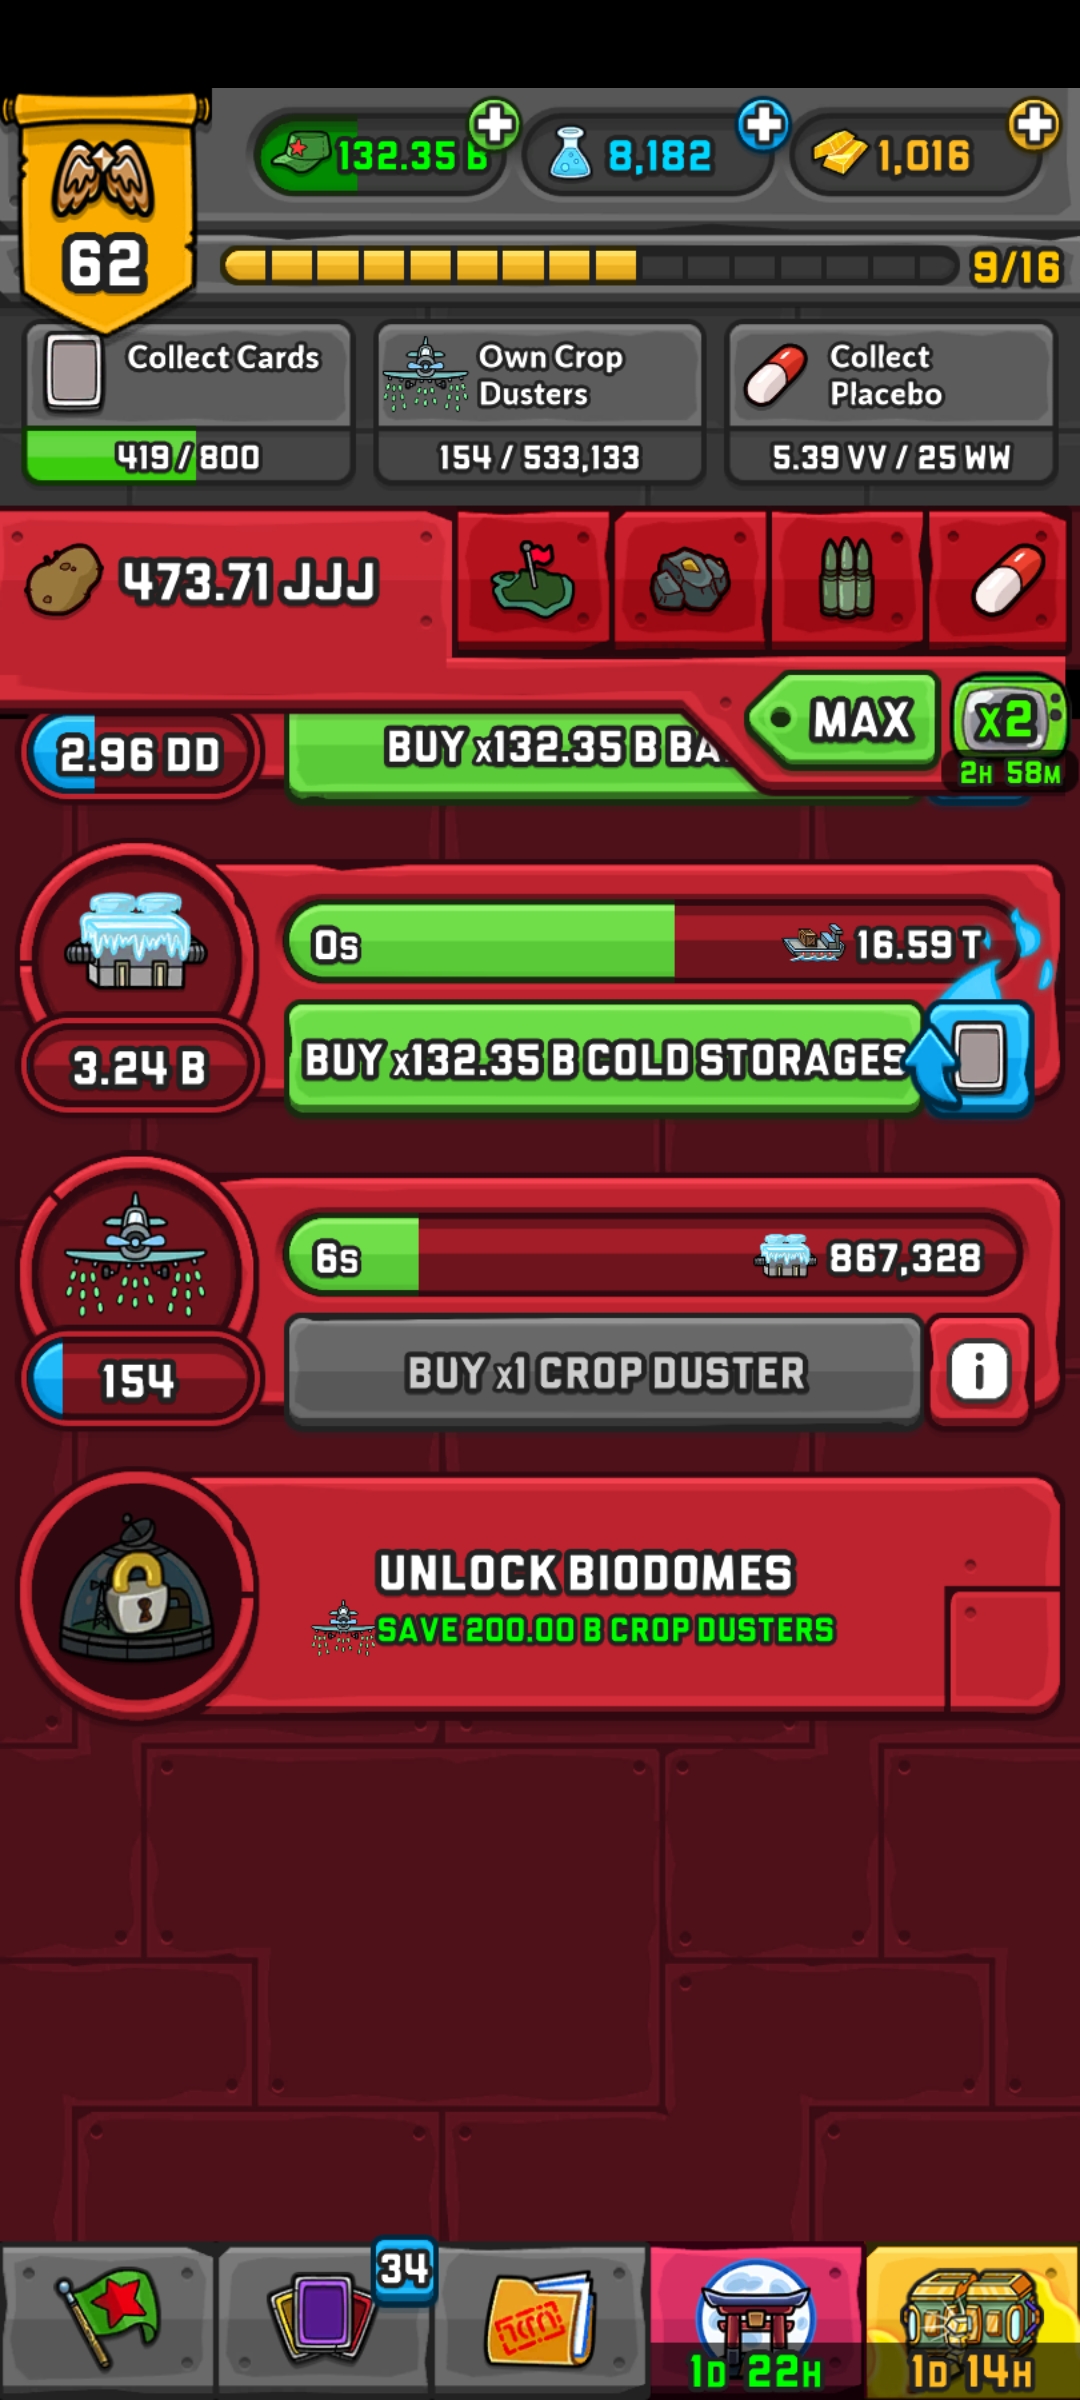 132.35 B
8,182
1,016
62
9/16
Collect Cards
419 / 800
Own Crop
Dusters
154 / 533,133
Collect
Placebo
5.39 VV / 25 WW
473.71 JJJ
MAX
x2
2H 58M
2.96 DD
BUY x132.35 B BA
0s
16.59 T
3.24 B
BUY x132.35 B COLD STORAGES
6s
867,328
154
BUY x1 CROP DUSTER
i
UNLOCK BIODOMES
SAVE 200.00 B CROP DUSTERS
34
1D 22H
1D 14H